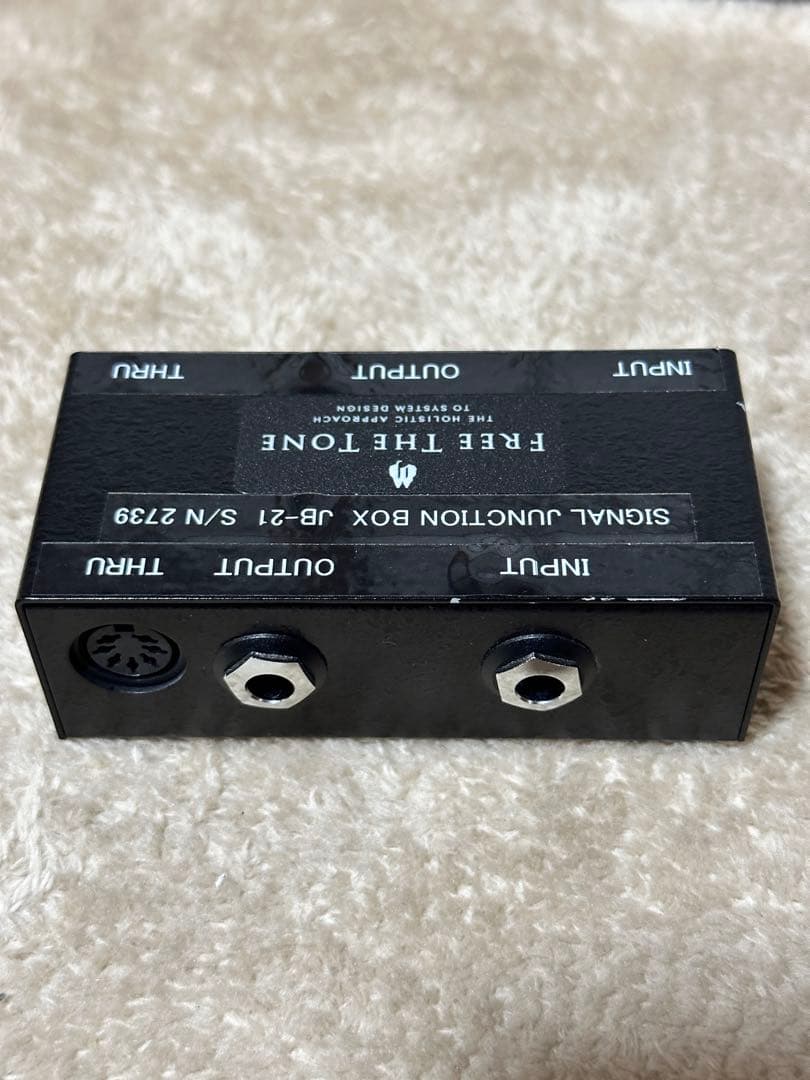 INPUT OUTPUT THRU
SIGNAL JUNCTION BOX JB-21 S/N 2739
FREE THE TONE
THE HOLISTIC APPROACH
TO SYSTEM DESIGN
INPUT OUTPUT THRU